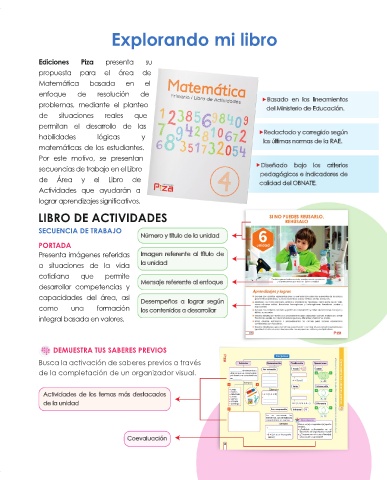 Explorando mi libro
Ediciones Piza presenta su
propuesta para el área de
Matemática basada en el
enfoque de resolución de
problemas, mediante el planteo
de situaciones reales que
permitan el desarrollo de las
habilidades lógicas y
matemáticas de los estudiantes.
Por este motivo, se presentan
secuencias de trabajo en el Libro
de Área y el Libro de
Actividades que ayudarán a
lograr aprendizajes significativos.
Matemática
Primaria / Libro de Actividades
4
Piza
Basado en los lineamientos
del Ministerio de Educación.
Redactado y corregido según
las últimas normas de la RAE.
Diseñado bajo los criterios
pedagógicos e indicadores de
calidad del OBNATE.
LIBRO DE ACTIVIDADES
SECUENCIA DE TRABAJO
PORTADA
Presenta imágenes referidas
a situaciones de la vida
cotidiana que permite
desarrollar competencias y
capacidades del área, así
como una formación
integral basada en valores.
Número y título de la unidad
Imagen referente al título de
la unidad
Mensaje referente al enfoque
Desempeños a lograr según
los contenidos a desarrollar
SI NO PUEDES REUSARLO,
REHÚSALO
6
UNIDAD
Aprendizajes a lograr
DEMUESTRA TUS SABERES PREVIOS
Busca la activación de saberes previos a través
de la completación de un organizador visual.
Actividades de los temas más destacados
de la unidad
Coevaluación